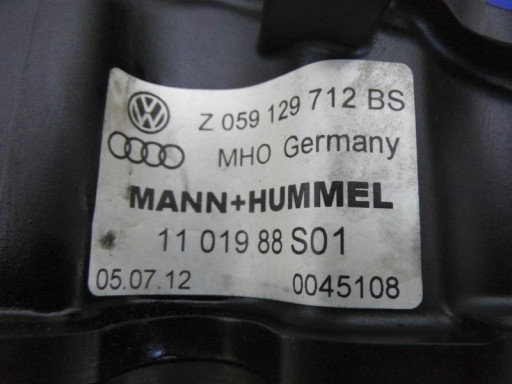 Z 059 129 712 BS
MHO Germany
MANN+HUMMEL
11 019 88 S01
05.07.12 0045108